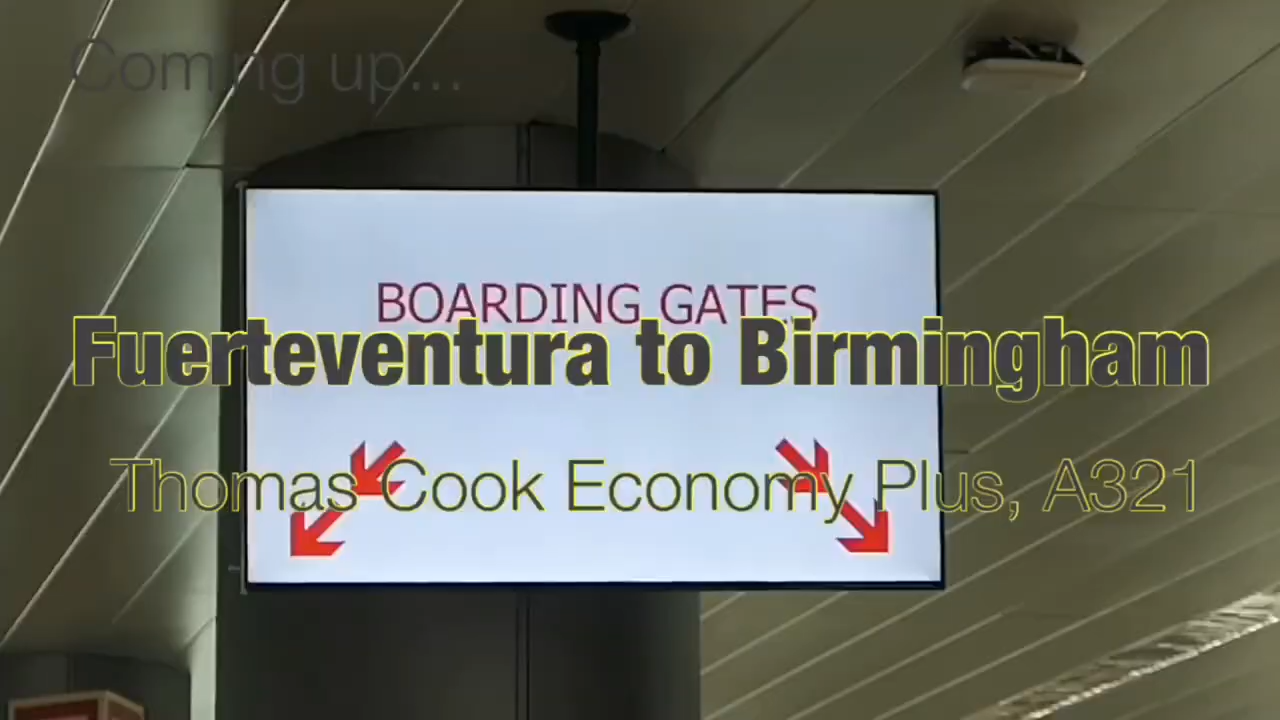 Coming up...
BOARDING GATES
Fuerteventura to Birmingham
Thomas Cook Economy Plus, A321